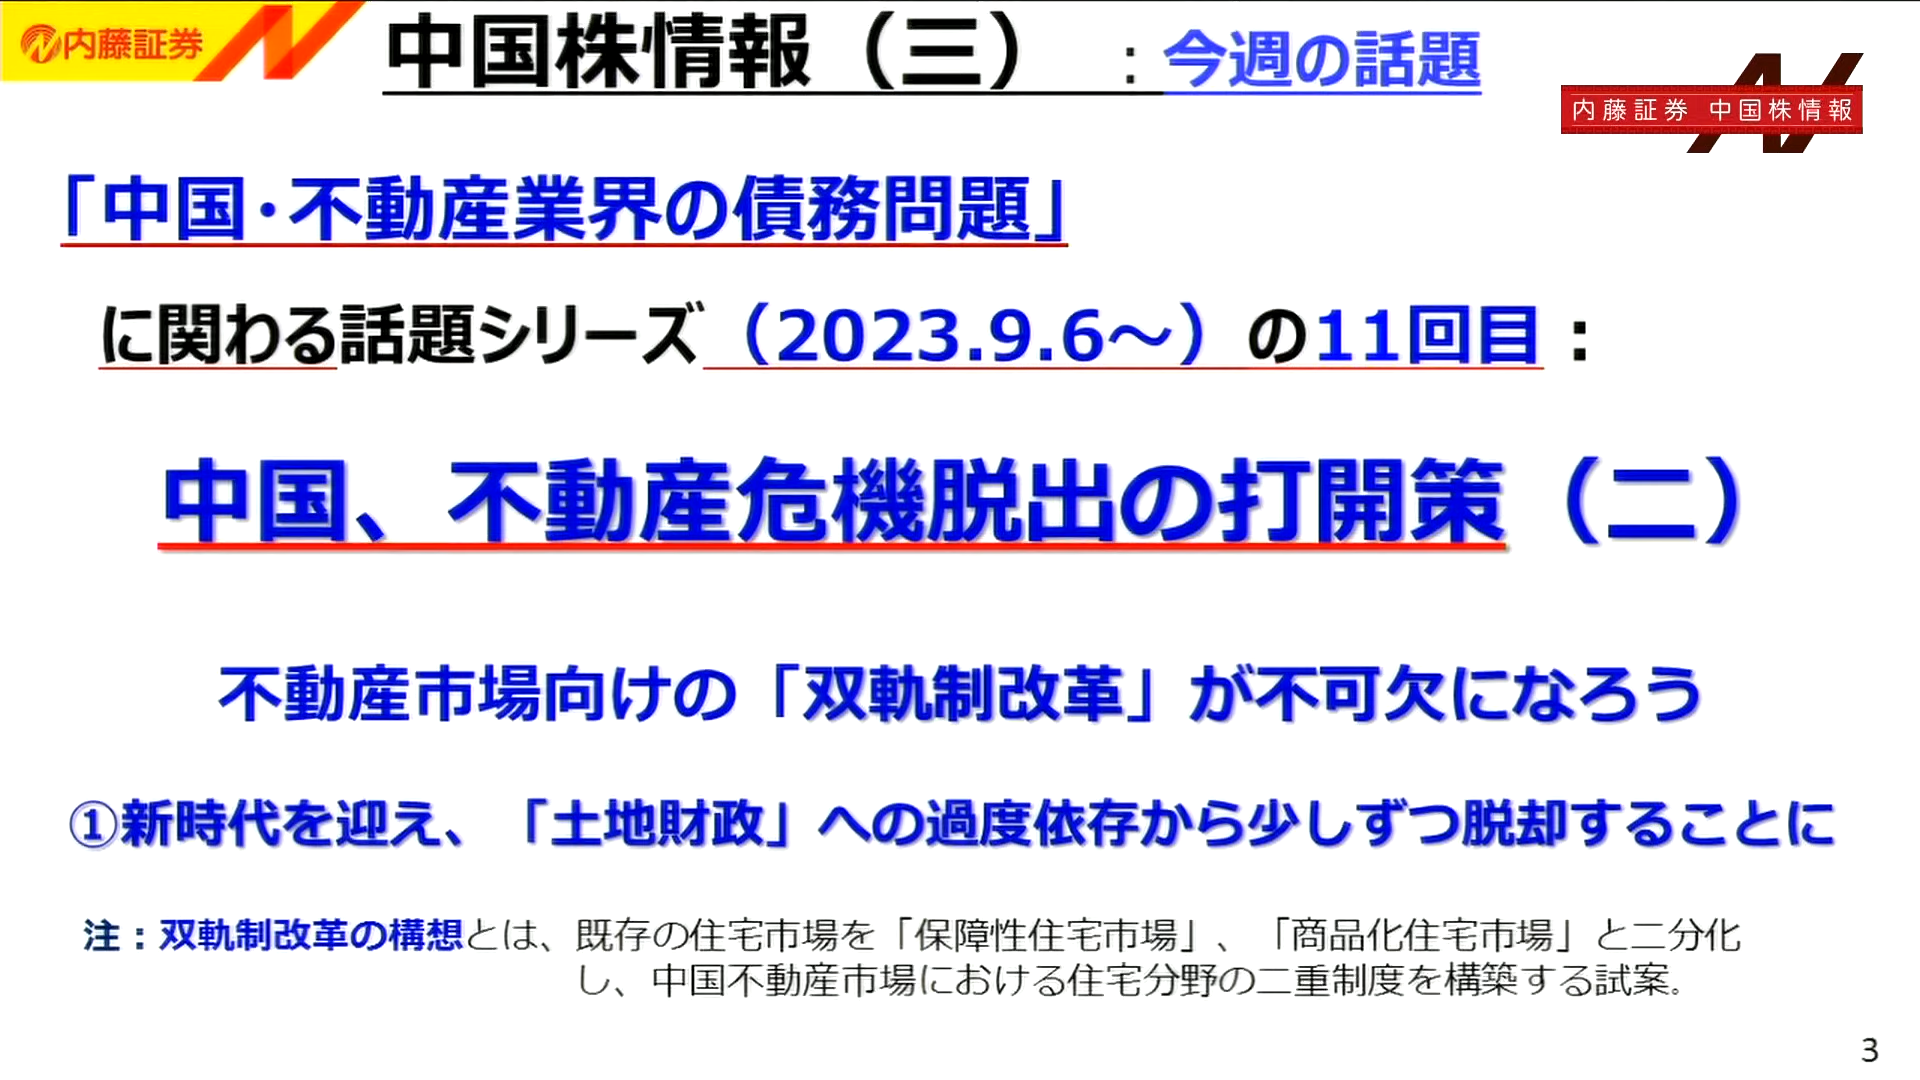 内藤証券
中国株情報（三）：今週の話題
内藤証券 中国株情報
「中国・不動産業界の債務問題」
に関わる話題シリーズ（2023.9.6～）の11回目：
中国、不動産危機脱出の打開策（二）
不動産市場向けの「双軌制改革」が不可欠になろう
①新時代を迎え、「土地財政」への過度依存から少しずつ脱却することに
注：双軌制改革の構想とは、既存の住宅市場を「保障性住宅市場」、「商品化住宅市場」と二分化
し、中国不動産市場における住宅分野の二重制度を構築する試案。
3